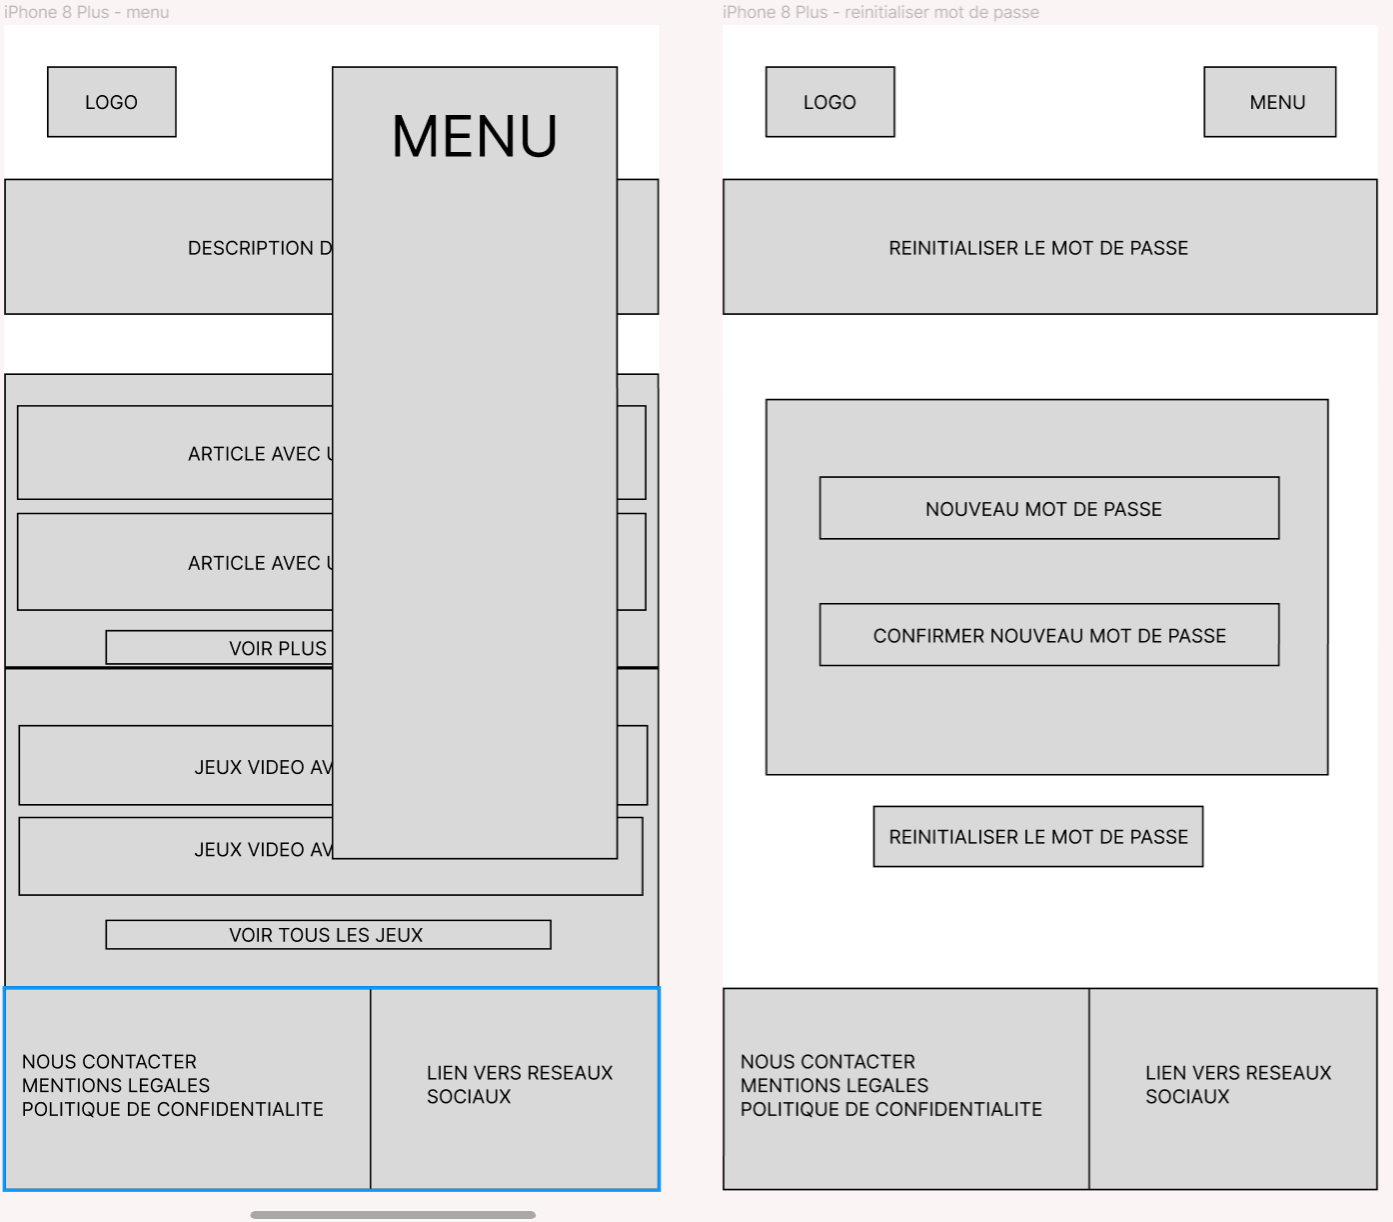 iPhone 8 Plus - menu
LOGO
MENU
DESCRIPTION D
ARTICLE AVEC
ARTICLE AVEC
VOIR PLUS
JEUX VIDEO AV
JEUX VIDEO AV
VOIR TOUS LES JEUX
NOUS CONTACTER
MENTIONS LEGALES
POLITIQUE DE CONFIDENTIALITE
LIEN VERS RESEAUX
SOCIAUX
iPhone 8 Plus - reinitialiser mot de passe
LOGO
MENU
REINITIALISER LE MOT DE PASSE
NOUVEAU MOT DE PASSE
CONFIRMER NOUVEAU MOT DE PASSE
REINITIALISER LE MOT DE PASSE
NOUS CONTACTER
MENTIONS LEGALES
POLITIQUE DE CONFIDENTIALITE
LIEN VERS RESEAUX
SOCIAUX